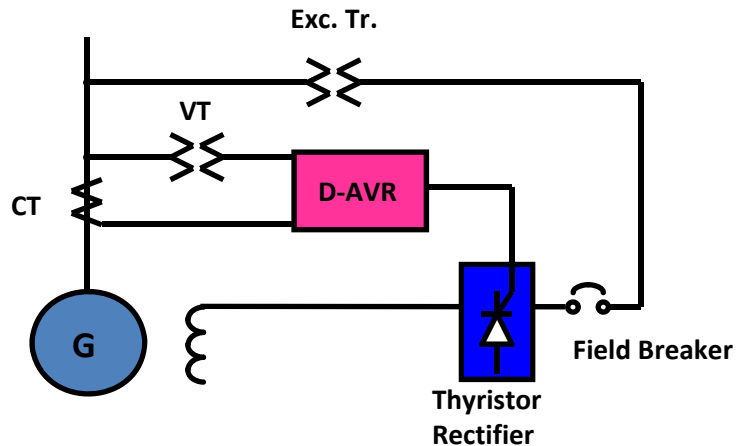 Exc. Tr.
VT
D-AVR
CT
G
Field Breaker
Thyristor
Rectifier